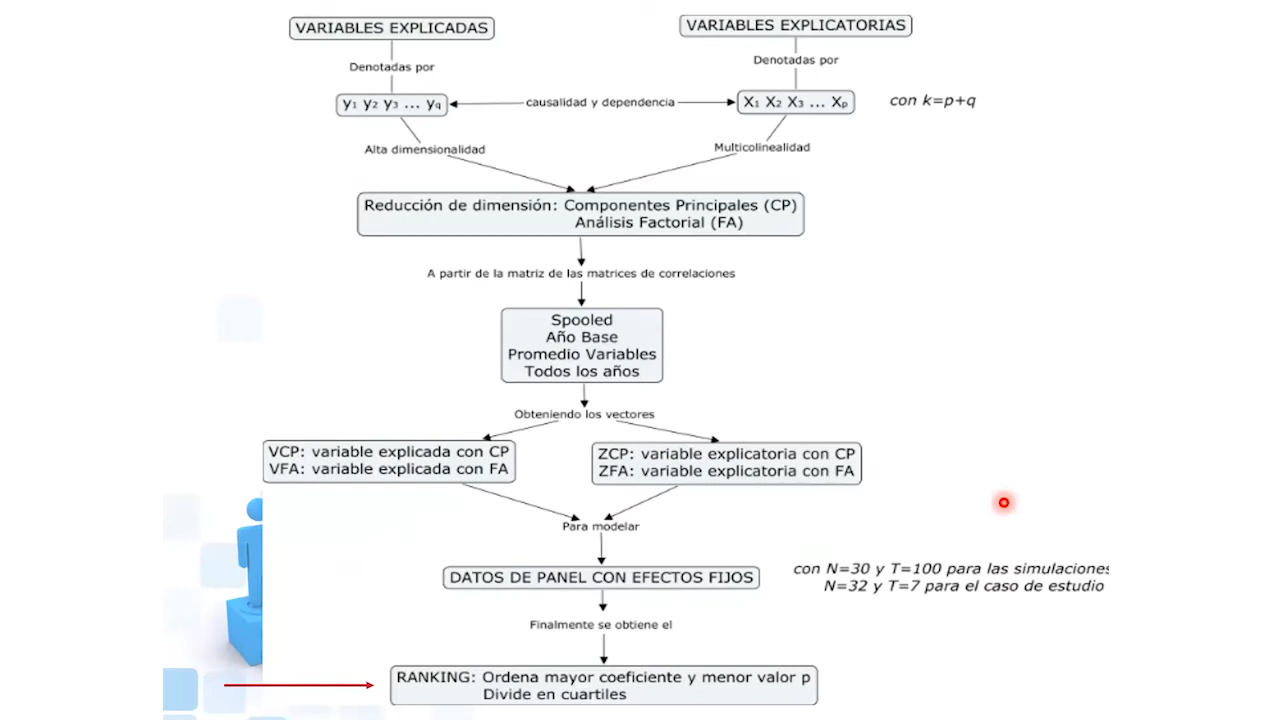 VARIABLES EXPLICADAS
VARIABLES EXPLICATORIAS
Denotadas por
Denotadas por
y₁ y₂ y₃ ... y_q
causalidad y dependencia
X₁ X₂ X₃ ... X_p
con k=p+q
Alta dimensionalidad
Multicolinealidad
Reducción de dimensión: Componentes Principales (CP)
Análisis Factorial (FA)
A partir de la matriz de las matrices de correlaciones
Spooled
Año Base
Promedio Variables
Todos los años
Obteniendo los vectores
VCP: variable explicada con CP
VFA: variable explicada con FA
ZCP: variable explicatoria con CP
ZFA: variable explicatoria con FA
Para modelar
DATOS DE PANEL CON EFECTOS FIJOS
con N=30 y T=100 para las simulaciones
N=32 y T=7 para el caso de estudio
Finalmente se obtiene el
RANKING: Ordena mayor coeficiente y menor valor p
Divide en cuartiles